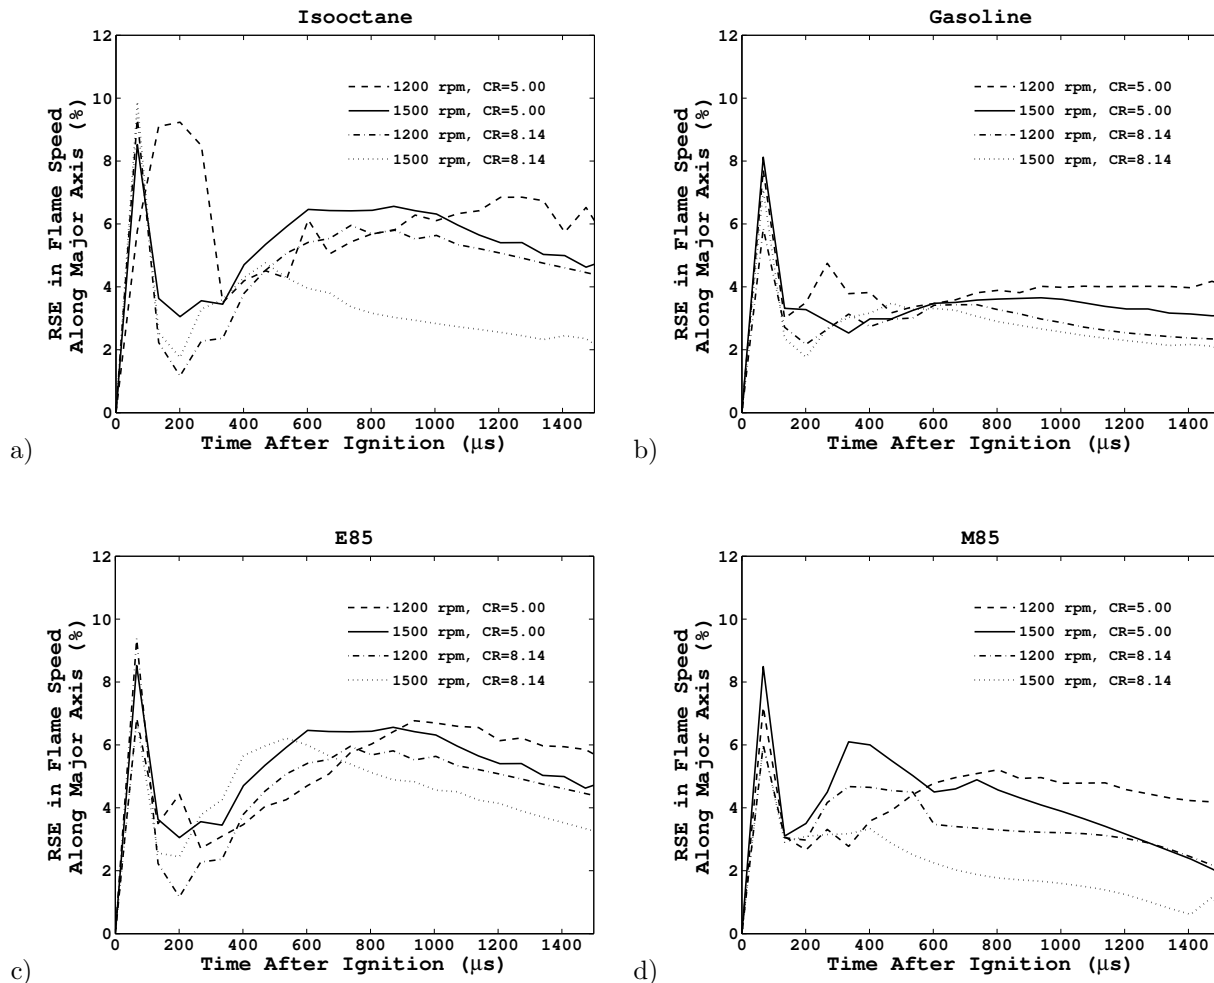 Isooctane
12
10
8
6
4
2
0
RSE in Flame Speed
Along Major Axis (%)
1200 rpm, CR=5.00
1500 rpm, CR=5.00
1200 rpm, CR=8.14
1500 rpm, CR=8.14
0 200 400 600 800 1000 1200 1400
Time After Ignition (μs)
a)
Gasoline
12
10
8
6
4
2
0
RSE in Flame Speed
Along Major Axis (%)
1200 rpm, CR=5.00
1500 rpm, CR=5.00
1200 rpm, CR=8.14
1500 rpm, CR=8.14
0 200 400 600 800 1000 1200 1400
Time After Ignition (μs)
b)
E85
12
10
8
6
4
2
0
RSE in Flame Speed
Along Major Axis (%)
1200 rpm, CR=5.00
1500 rpm, CR=5.00
1200 rpm, CR=8.14
1500 rpm, CR=8.14
0 200 400 600 800 1000 1200 1400
Time After Ignition (μs)
c)
M85
12
10
8
6
4
2
0
RSE in Flame Speed
Along Major Axis (%)
1200 rpm, CR=5.00
1500 rpm, CR=5.00
1200 rpm, CR=8.14
1500 rpm, CR=8.14
0 200 400 600 800 1000 1200 1400
Time After Ignition (μs)
d)